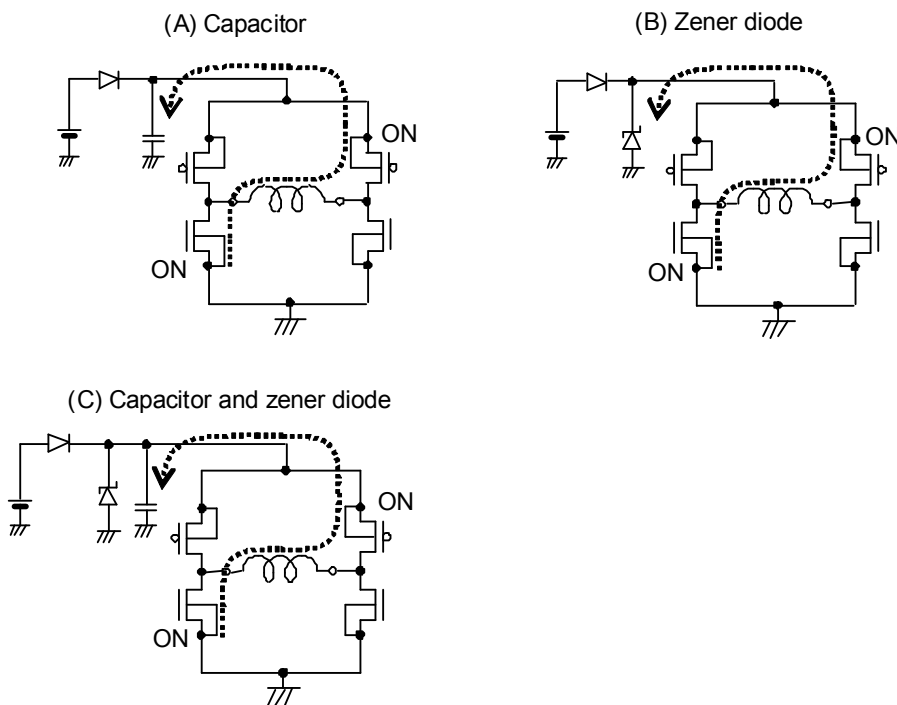 (A) Capacitor
ON
ON
(B) Zener diode
ON
ON
(C) Capacitor and zener diode
ON
ON